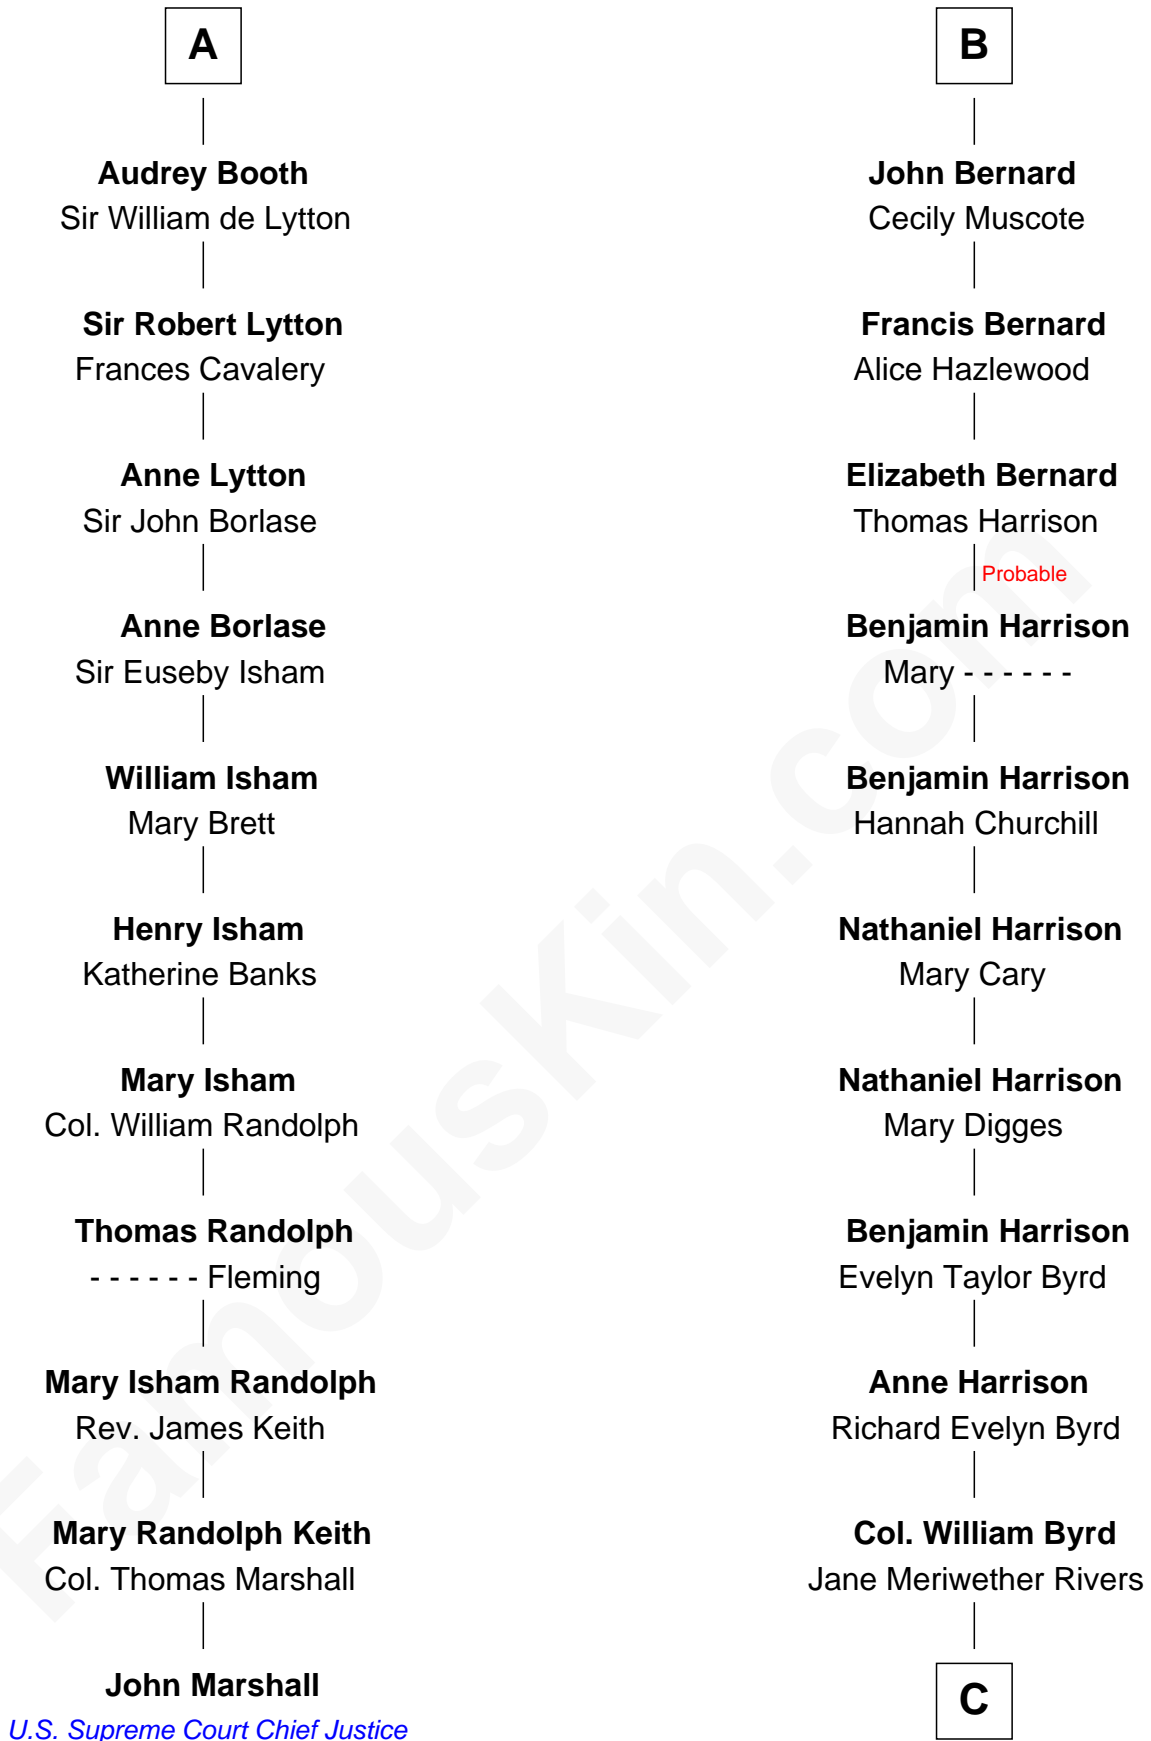 A
Audrey Booth
Sir William de Lytton
Sir Robert Lytton
Frances Cavalery
Anne Lytton
Sir John Borlase
Anne Borlase
Sir Euseby Isham
William Isham
Mary Brett
Henry Isham
Katherine Banks
Mary Isham
Col. William Randolph
Thomas Randolph
- - - - - - Fleming
Mary Isham Randolph
Rev. James Keith
Mary Randolph Keith
Col. Thomas Marshall
John Marshall
U.S. Supreme Court Chief Justice
B
John Bernard
Cecily Muscote
Francis Bernard
Alice Hazlewood
Elizabeth Bernard
Thomas Harrison
Probable
Benjamin Harrison
Mary - - - - - -
Benjamin Harrison
Hannah Churchill
Nathaniel Harrison
Mary Cary
Nathaniel Harrison
Mary Digges
Benjamin Harrison
Evelyn Taylor Byrd
Anne Harrison
Richard Evelyn Byrd
Col. William Byrd
Jane Meriwether Rivers
C
FamousKin.com